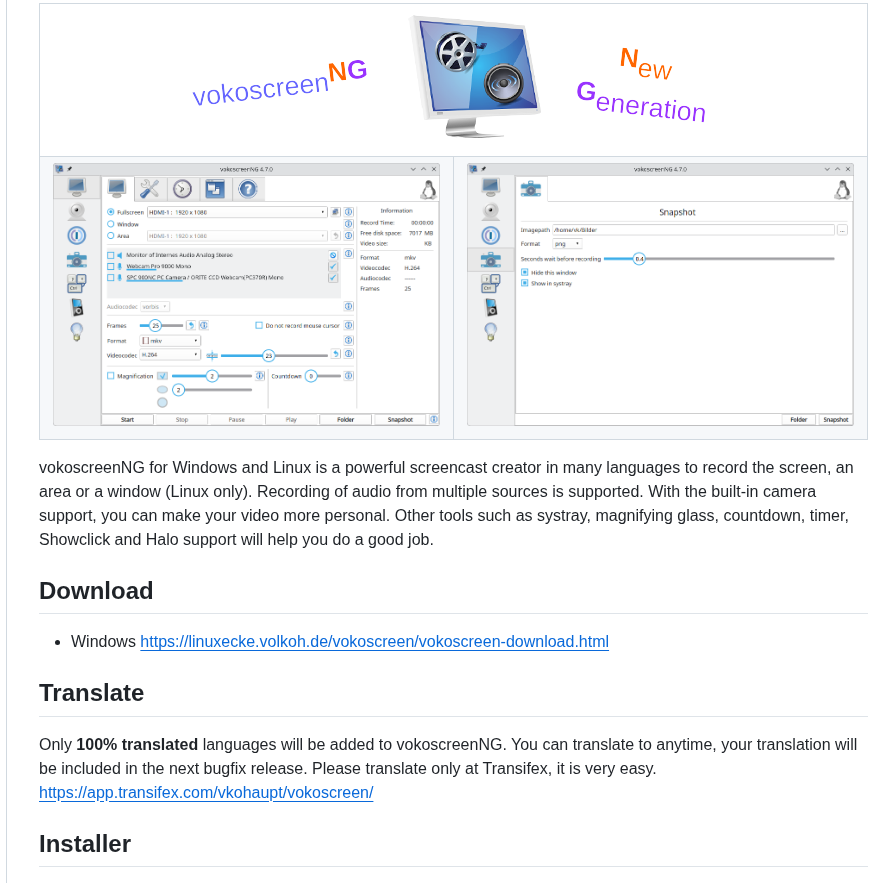 vokoscreenNG
New
Generation
vokoscreenNG 4.7.0
Fullscreen HDMI-1 : 1920 x 1080
Window
Area HDMI-1 : 1920 x 1080
Information
Record Time: 00:00:00
Free disk space: 7017 MB
Video size: KB
Format mkv
Videocodec H.264
Audiocodec -----
Frames 25
Monitor of Internes Audio Analog Stereo
Webcam Pro 9000 Mono
SPC 900NC PC Camera / ORITE CCD Webcam(PC370R) Mono
Audiocodec vorbis
Frames 25 Do not record mouse cursor
Format [.] mkv
Videocodec H.264 23
Magnification 2 Countdown 0
2
Start Stop Pause Play Folder Snapshot
vokoscreenNG 4.7.0
Snapshot
Imagepath
Format png
Seconds wait before recording 0.4
Hide this window
Show in systray
Folder Snapshot
vokoscreenNG for Windows and Linux is a powerful screencast creator in many languages to record the screen, an
area or a window (Linux only). Recording of audio from multiple sources is supported. With the built-in camera
support, you can make your video more personal. Other tools such as systray, magnifying glass, countdown, timer,
Showclick and Halo support will help you do a good job.
Download
• Windows https://linuxecke.volkoh.de/vokoscreen/vokoscreen-download.html
Translate
Only 100% translated languages will be added to vokoscreenNG. You can translate to anytime, your translation will
be included in the next bugfix release. Please translate only at Transifex, it is very easy.
https://app.transifex.com/vkohaupt/vokoscreen/
Installer